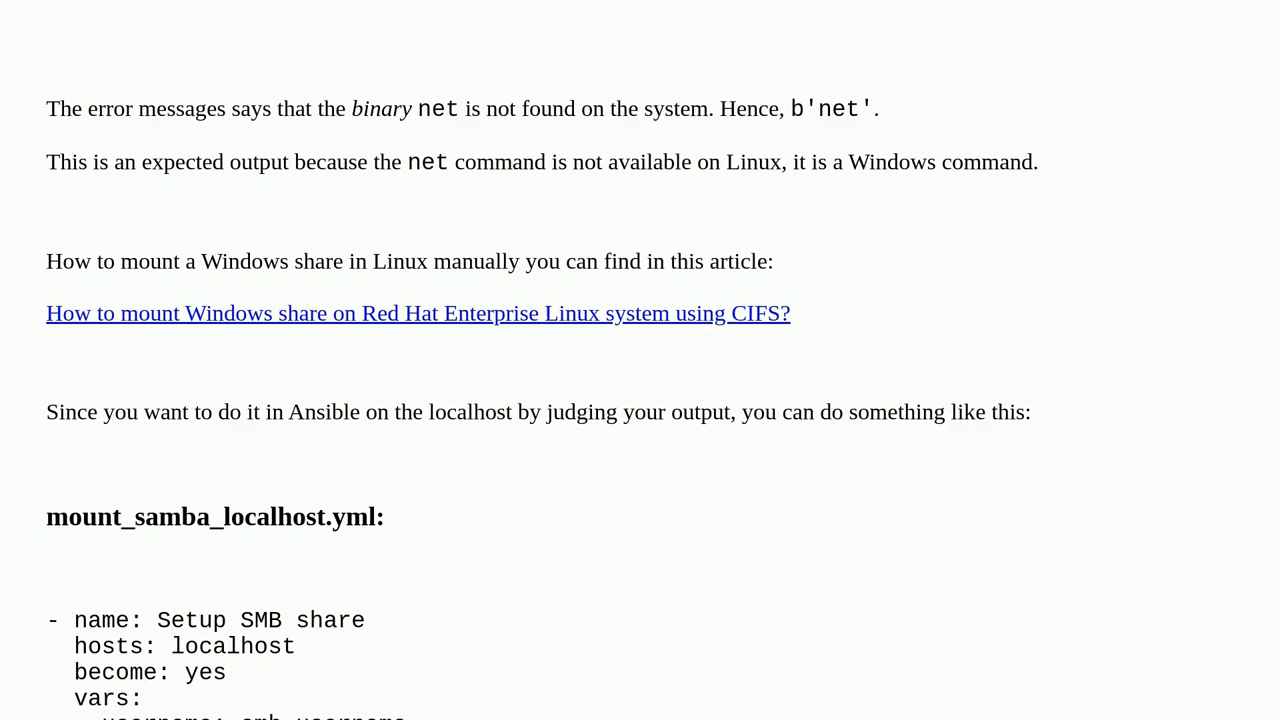 The error messages says that the binary net is not found on the system. Hence, b'net'.
This is an expected output because the net command is not available on Linux, it is a Windows command.
How to mount a Windows share in Linux manually you can find in this article:
How to mount Windows share on Red Hat Enterprise Linux system using CIFS?
Since you want to do it in Ansible on the localhost by judging your output, you can do something like this:
mount_samba_localhost.yml:
- name: Setup SMB share
  hosts: localhost
  become: yes
  vars: